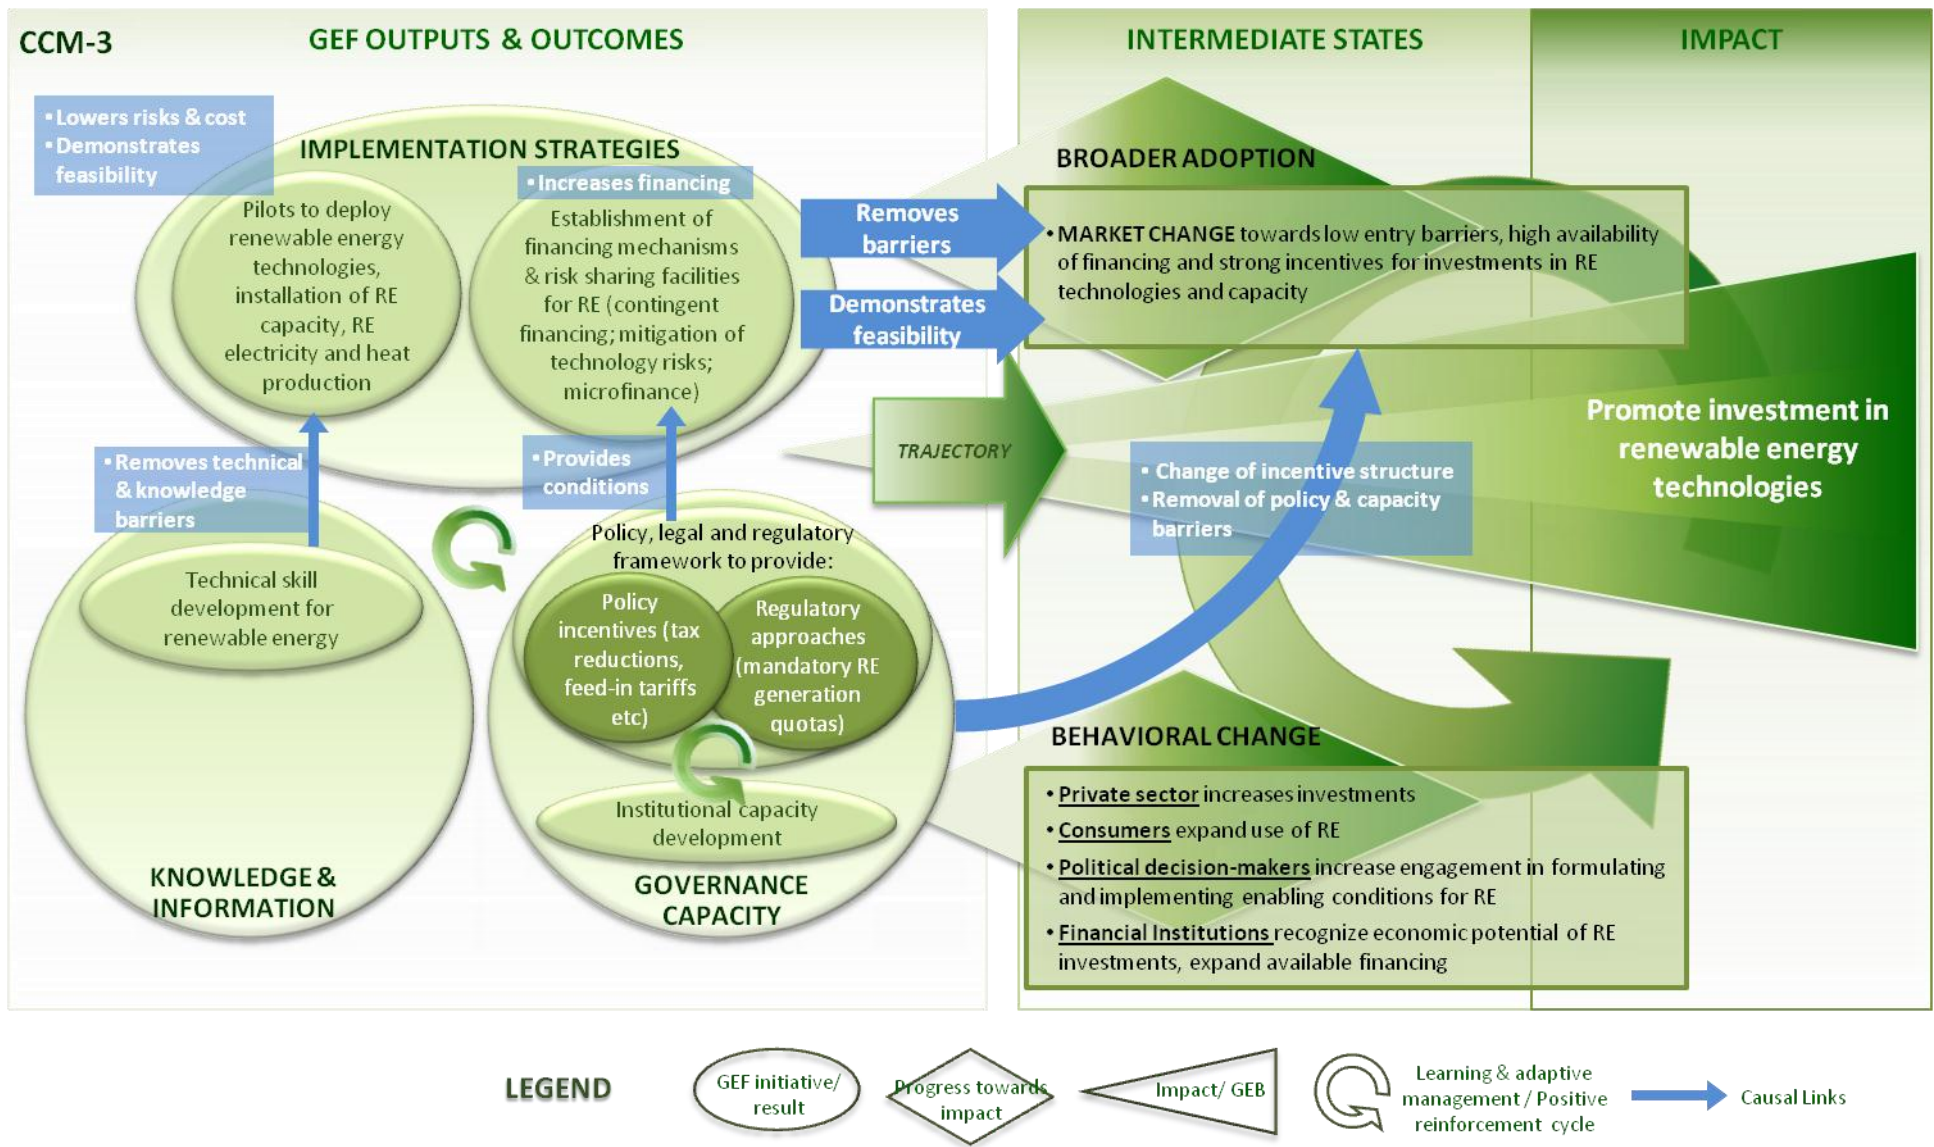 CCM-3
GEF OUTPUTS & OUTCOMES
INTERMEDIATE STATES
IMPACT
• Lowers risks & cost
• Demonstrates
feasibility
IMPLEMENTATION STRATEGIES
Pilots to deploy
renewable energy
technologies,
installation of RE
capacity, RE
electricity and heat
production
• Increases financing
Establishment of
financing mechanisms
& risk sharing facilities
for RE (contingent
financing; mitigation of
technology risks;
microfinance)
Removes
barriers
Demonstrates
feasibility
BROADER ADOPTION
• MARKET CHANGE towards low entry barriers, high availability
of financing and strong incentives for investments in RE
technologies and capacity
TRAJECTORY
Promote investment in
renewable energy
technologies
• Removes technical
& knowledge
barriers
• Provides
conditions
• Change of incentive structure
• Removal of policy & capacity
barriers
Technical skill
development for
renewable energy
KNOWLEDGE &
INFORMATION
Policy, legal and regulatory
framework to provide:
Policy
incentives (tax
reductions,
feed-in tariffs
etc)
Regulatory
approaches
(mandatory RE
generation
quotas)
Institutional capacity
development
GOVERNANCE
CAPACITY
BEHAVIORAL CHANGE
• Private sector increases investments
• Consumers expand use of RE
• Political decision-makers increase engagement in formulating
and implementing enabling conditions for RE
• Financial Institutions recognize economic potential of RE
investments, expand available financing
LEGEND
GEF initiative/
result
Progress towards
impact
Impact/ GEB
Learning & adaptive
management / Positive
reinforcement cycle
Causal Links